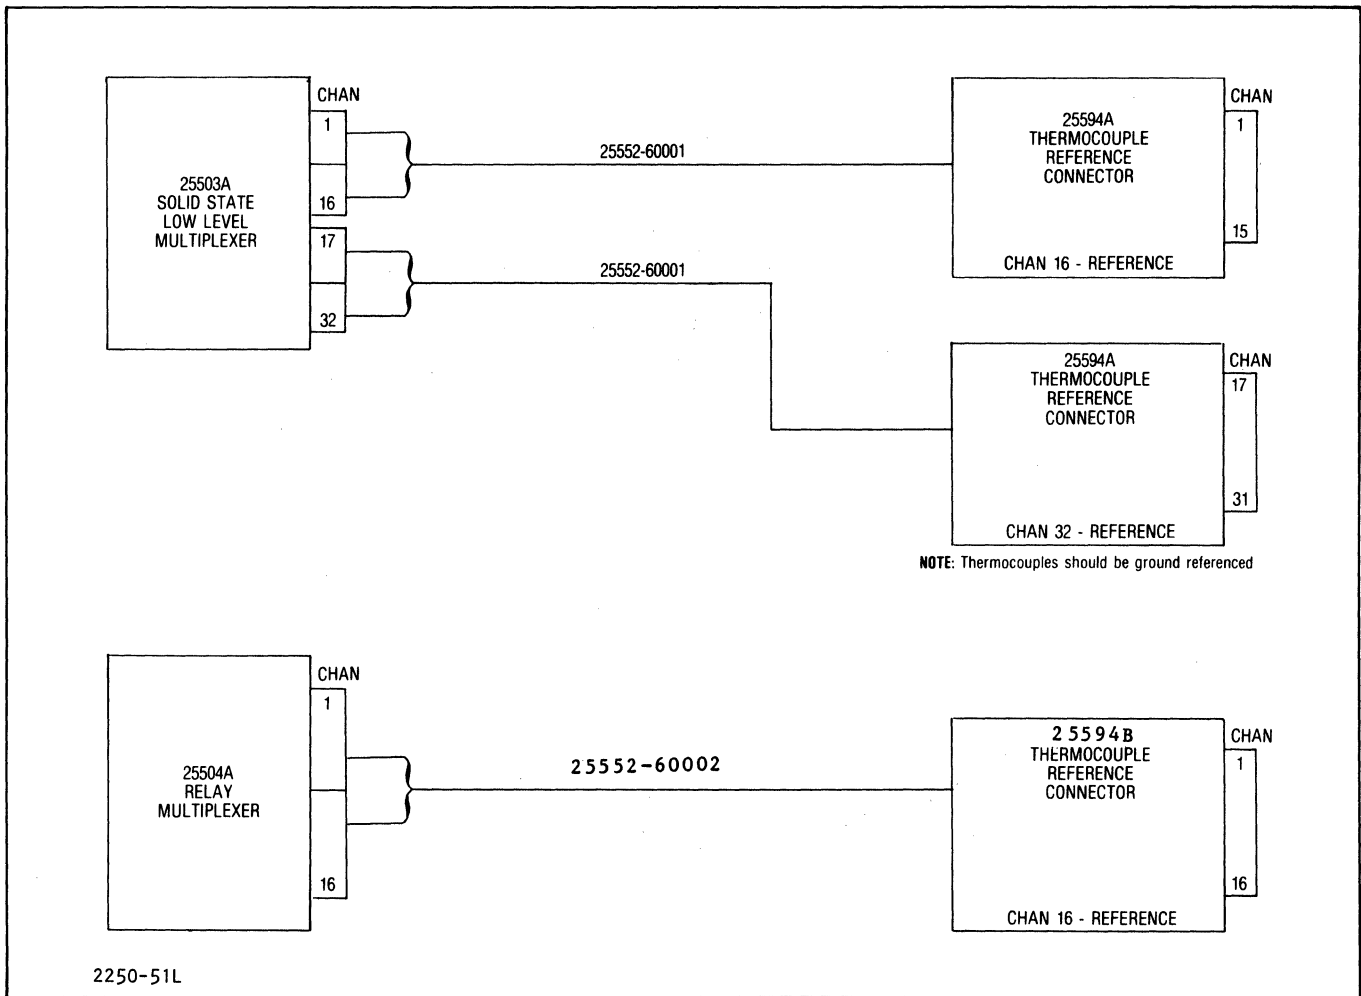 CHAN
1
16
17
32
25503A
SOLID STATE
LOW LEVEL
MULTIPLEXER
25552-60001
25552-60001
25594A
THERMOCOUPLE
REFERENCE
CONNECTOR
CHAN 16 - REFERENCE
CHAN
1
15
25594A
THERMOCOUPLE
REFERENCE
CONNECTOR
CHAN 32 - REFERENCE
CHAN
17
31
NOTE: Thermocouples should be ground referenced
CHAN
1
16
25504A
RELAY
MULTIPLEXER
25552-60002
25594B
THERMOCOUPLE
REFERENCE
CONNECTOR
CHAN 16 - REFERENCE
CHAN
1
16
2250-51L